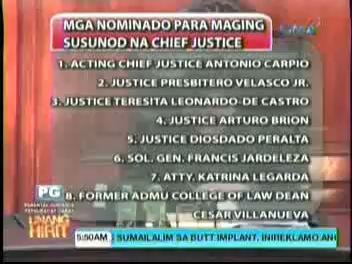 MGA NOMINADO PARA MAGING
SUSUNOD NA CHIEF JUSTICE
1. ACTING CHIEF JUSTICE ANTONIO CARPIO
2. JUSTICE PRESBITERO VELASCO JR.
3. JUSTICE TERESITA LEONARDO-DE CASTRO
4. JUSTICE ARTURO BRION
5. JUSTICE DIOSDADO PERALTA
6. SOL. GEN. FRANCIS JARDELEZA
7. ATTY. KATRINA LEGARDA
8. FORMER ADMU COLLEGE OF LAW DEAN
CESAR VILLANUEVA
PG
UNANG
HIRIT
5:50AM SUMAILALIM SA BUTT IMPLANT, INIREKLAMO ANG